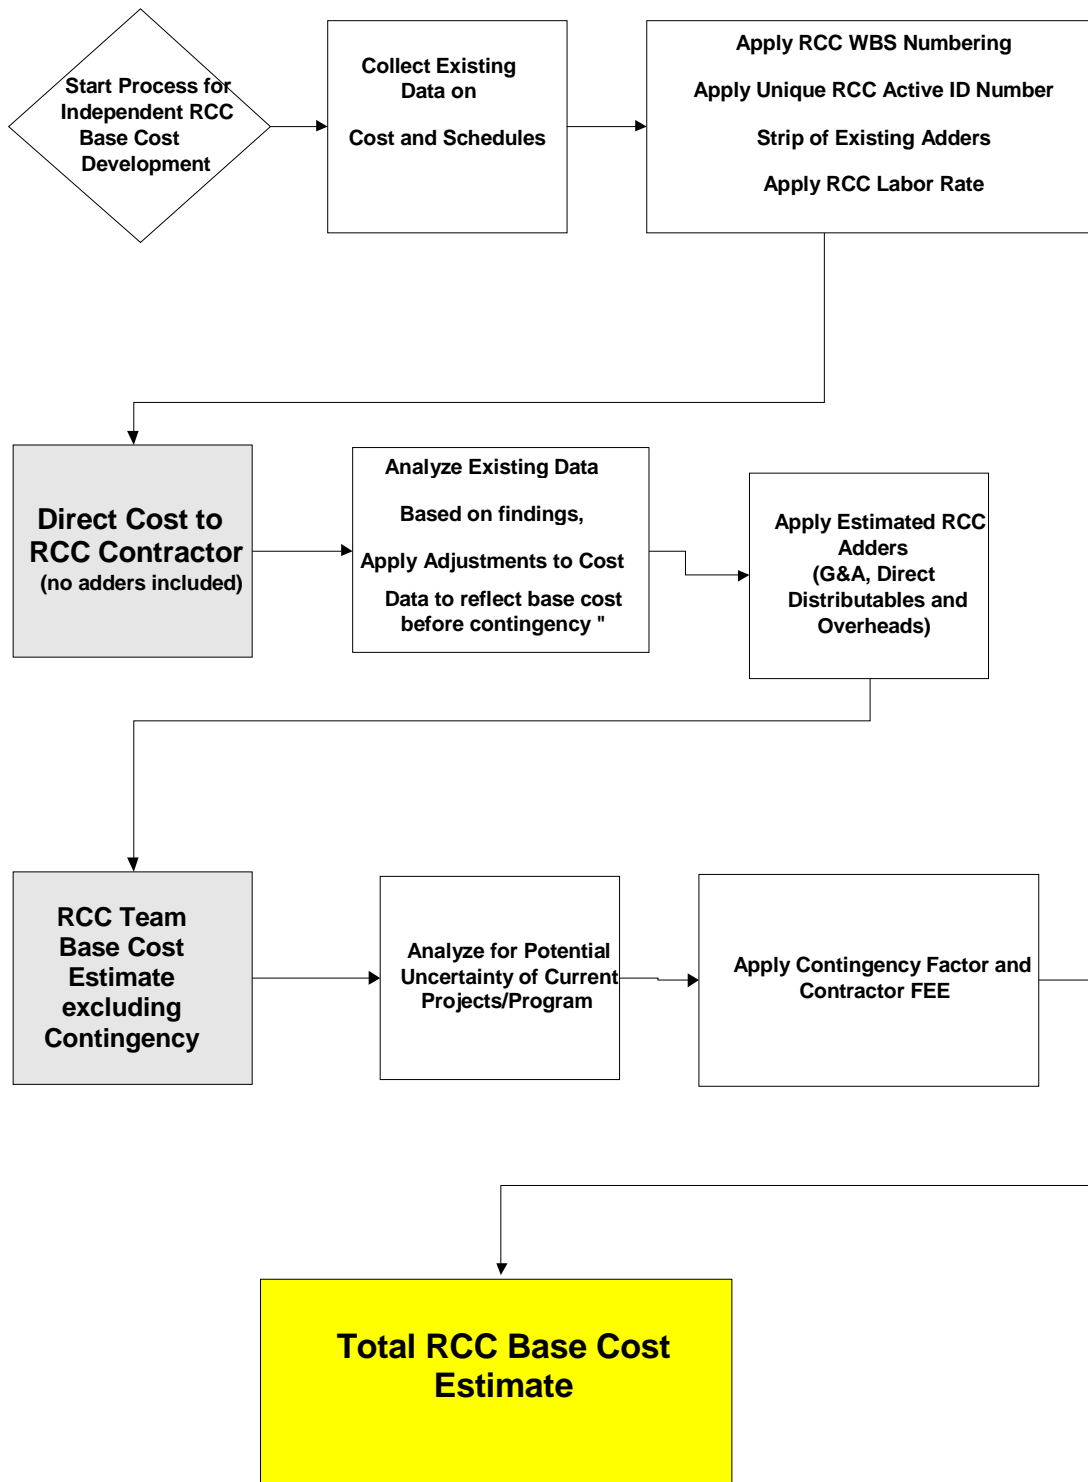 Start Process for
Independent RCC
Base Cost
Development
Collect Existing
Data on
Cost and Schedules
Apply RCC WBS Numbering
Apply Unique RCC Active ID Number
Strip of Existing Adders
Apply RCC Labor Rate
Direct Cost to
RCC Contractor
(no adders included)
Analyze Existing Data
Based on findings,
Apply Adjustments to Cost
Data to reflect base cost
before contingency "
Apply Estimated RCC
Adders
(G&A, Direct
Distributables and
Overheads)
RCC Team
Base Cost
Estimate
excluding
Contingency
Analyze for Potential
Uncertainty of Current
Projects/Program
Apply Contingency Factor and
Contractor FEE
Total RCC Base Cost
Estimate